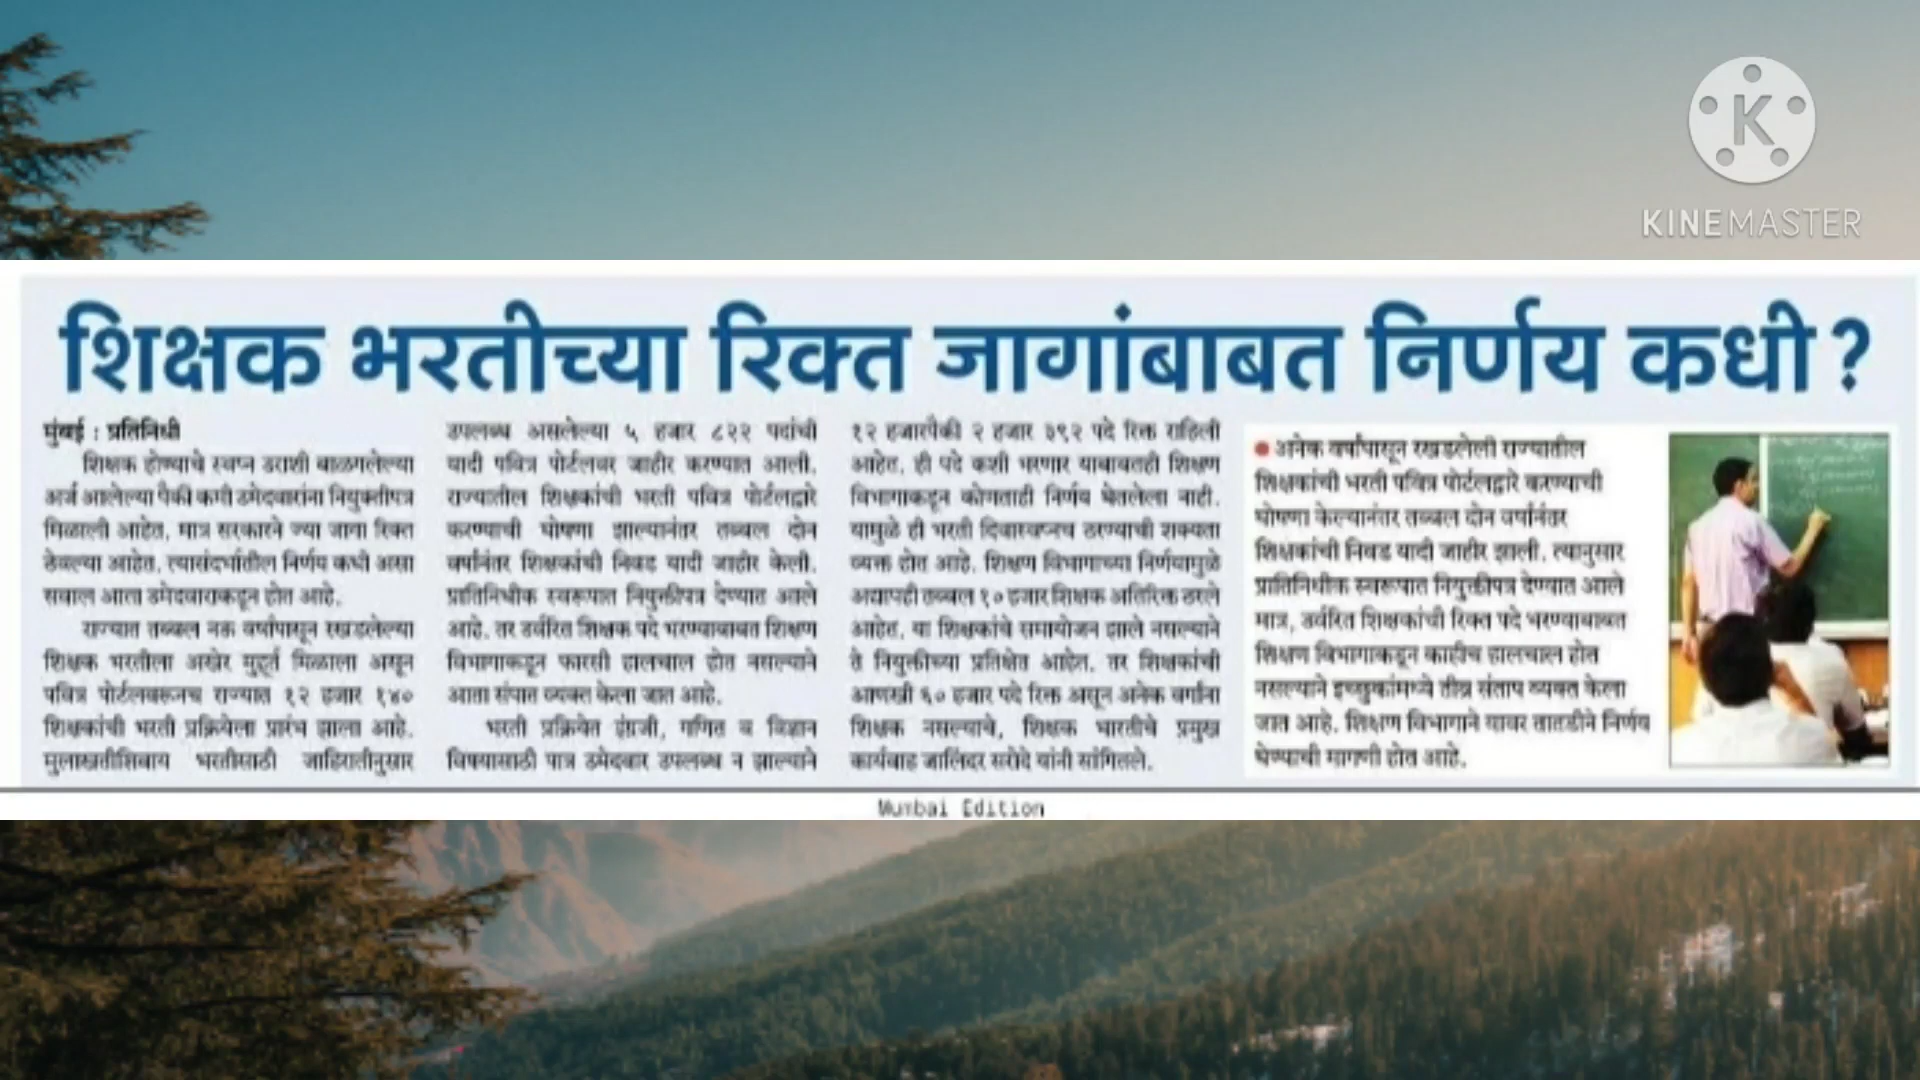 KINEMASTER
शिक्षक भरतीच्या रिक्त जागांबाबत निर्णय कधी?
मुंबई : प्रतिनिधी
शिक्षक होण्याचे स्वप्न उराशी बाळगलेल्या
अर्ज आलेल्या पैकी कमी उमेदवारांना नियुक्तीपत्र
मिळाली आहेत. मात्र सरकारने ज्या जागा रिक्त
ठेवल्या आहेत. त्यासंदर्भातील निर्णय कधी असा
सवाल आता उमेदवाराकडून होत आहे.
राज्यात तब्बल नऊ वर्षांपासून रखडलेल्या
शिक्षक भरतीला अखेर मुहूर्त मिळाला असून
पवित्र पोर्टलवरूनच राज्यात १२ हजार १४०
शिक्षकांची भरती प्रक्रियेला प्रारंभ झाला आहे.
मुलाखतीशिवाय भरतीसाठी जाहिरातीनुसार
उपलब्ध असलेल्या ५ हजार ८२२ पदांची
यादी पवित्र पोर्टलवर जाहीर करण्यात आली.
राज्यातील शिक्षकांची भरती पवित्र पोर्टलद्वारे
करण्याची घोषणा झाल्यानंतर तब्बल दोन
वर्षांनंतर शिक्षकांची निवड यादी जाहीर केली.
प्रातिनिधीक स्वरूपात नियुक्तीपत्र देण्यात आले
आहे. तर उर्वरित शिक्षक पदे भरण्याबाबत शिक्षण
विभागाकडून फारसी हालचाल होत नसल्याने
आता संपात व्यक्त केला जात आहे.
भरती प्रक्रियेत इंग्रजी, गणित व विज्ञान
विषयासाठी पात्र उमेदवार उपलब्ध न झाल्याने
१२ हजारपैकी २ हजार ३९२ पदे रिक्त राहिली
आहेत. ही पदे कशी भरणार याबाबतही शिक्षण
विभागाकडून कोणताही निर्णय घेतलेला नाही.
यामुळे ही भरती दिवास्वप्नच ठरण्याची शक्यता
व्यक्त होत आहे. शिक्षण विभागाच्या निर्णयामुळे
अद्यापही तब्बल १० हजार शिक्षक अतिरिक्त ठरले
आहेत. या शिक्षकांचे समायोजन झाले नसल्याने
ते नियुक्तीच्या प्रतिक्षेत आहेत. तर शिक्षकांची
आणखी ६० हजार पदे रिक्त असून अनेक वर्गांना
शिक्षक नसल्याचे, शिक्षक भारतीचे प्रमुख
कार्यवाह जालिंदर सरोदे यांनी सांगितले.
अनेक वर्षांपासून रखडलेली राज्यातील
शिक्षकांची भरती पवित्र पोर्टलद्वारे करण्याची
घोषणा केल्यानंतर तब्बल दोन वर्षांनंतर
शिक्षकांची निवड यादी जाहीर झाली. त्यानुसार
प्रातिनिधीक स्वरूपात नियुक्तीपत्र देण्यात आले
मात्र, उर्वरित शिक्षकांची रिक्त पदे भरण्याबाबत
शिक्षण विभागाकडून काहीच हालचाल होत
नसल्याने इच्छुकांमध्ये तीव्र संताप व्यक्त केला
जात आहे. शिक्षण विभागाने यावर तातडीने निर्णय
घेण्याची मागणी होत आहे.
Mumbai Edition